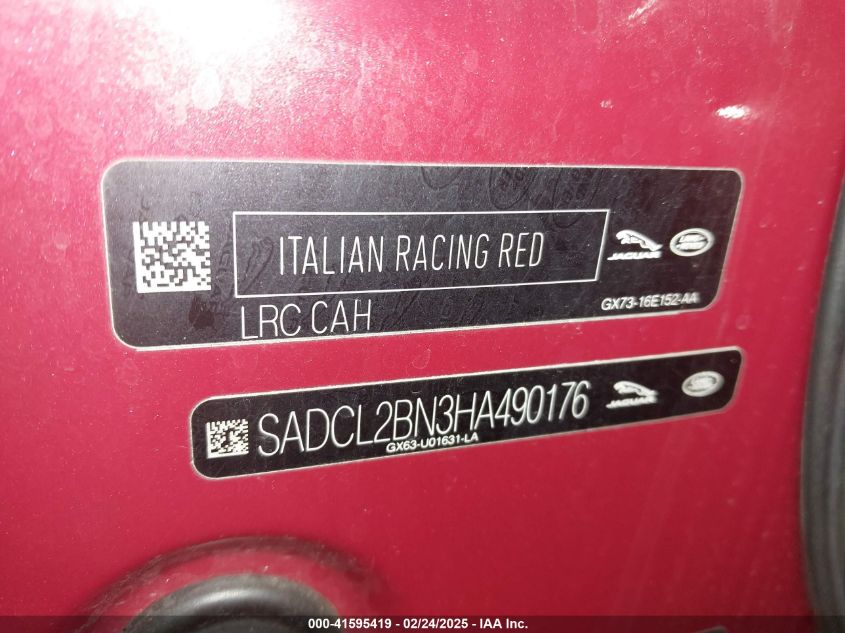 ITALIAN RACING RED
JAGUAR
LRC CAH
GX73-16E152-AA
SADCL2BN3HA490176
JAGUAR
GX63-U01631-LA
000-41595419 - 02/24/2025 - IAA Inc.